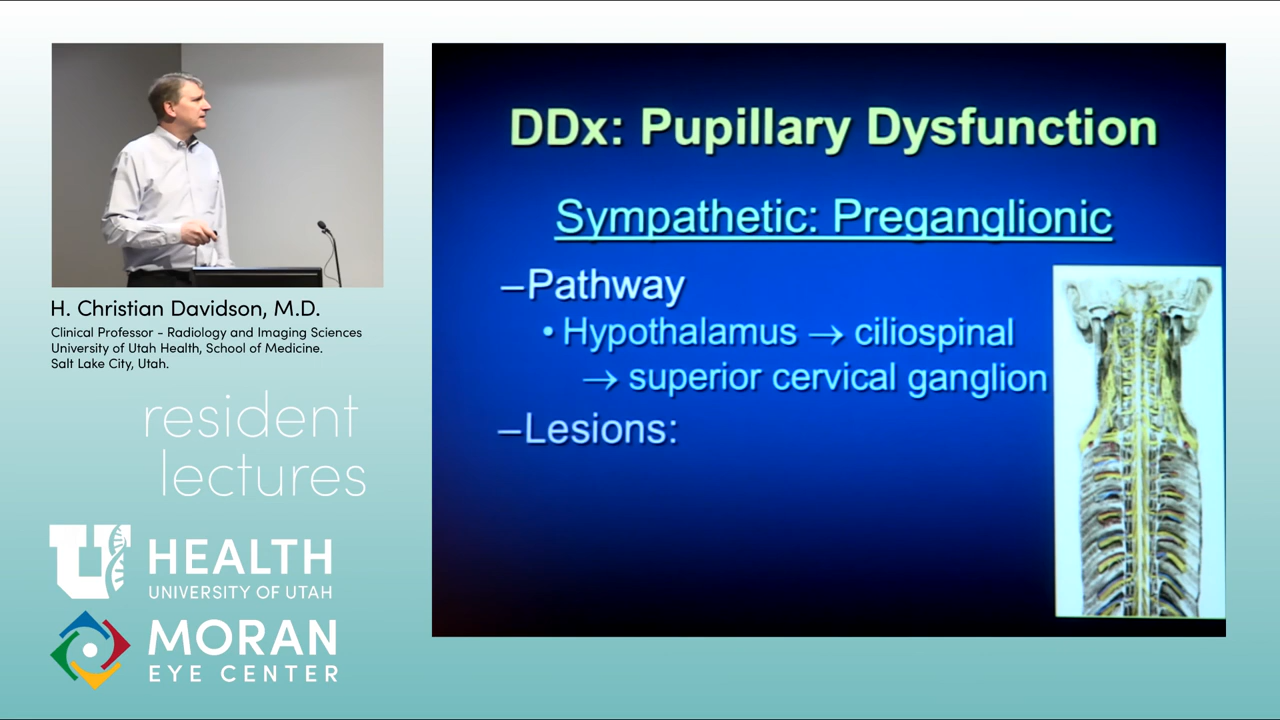 DDx: Pupillary Dysfunction
Sympathetic: Preganglionic
–Pathway
• Hypothalamus → ciliospinal
→ superior cervical ganglion
–Lesions:
H. Christian Davidson, M.D.
Clinical Professor - Radiology and Imaging Sciences
University of Utah Health, School of Medicine.
Salt Lake City, Utah.
resident
lectures
U HEALTH
UNIVERSITY OF UTAH
MORAN
EYE CENTER